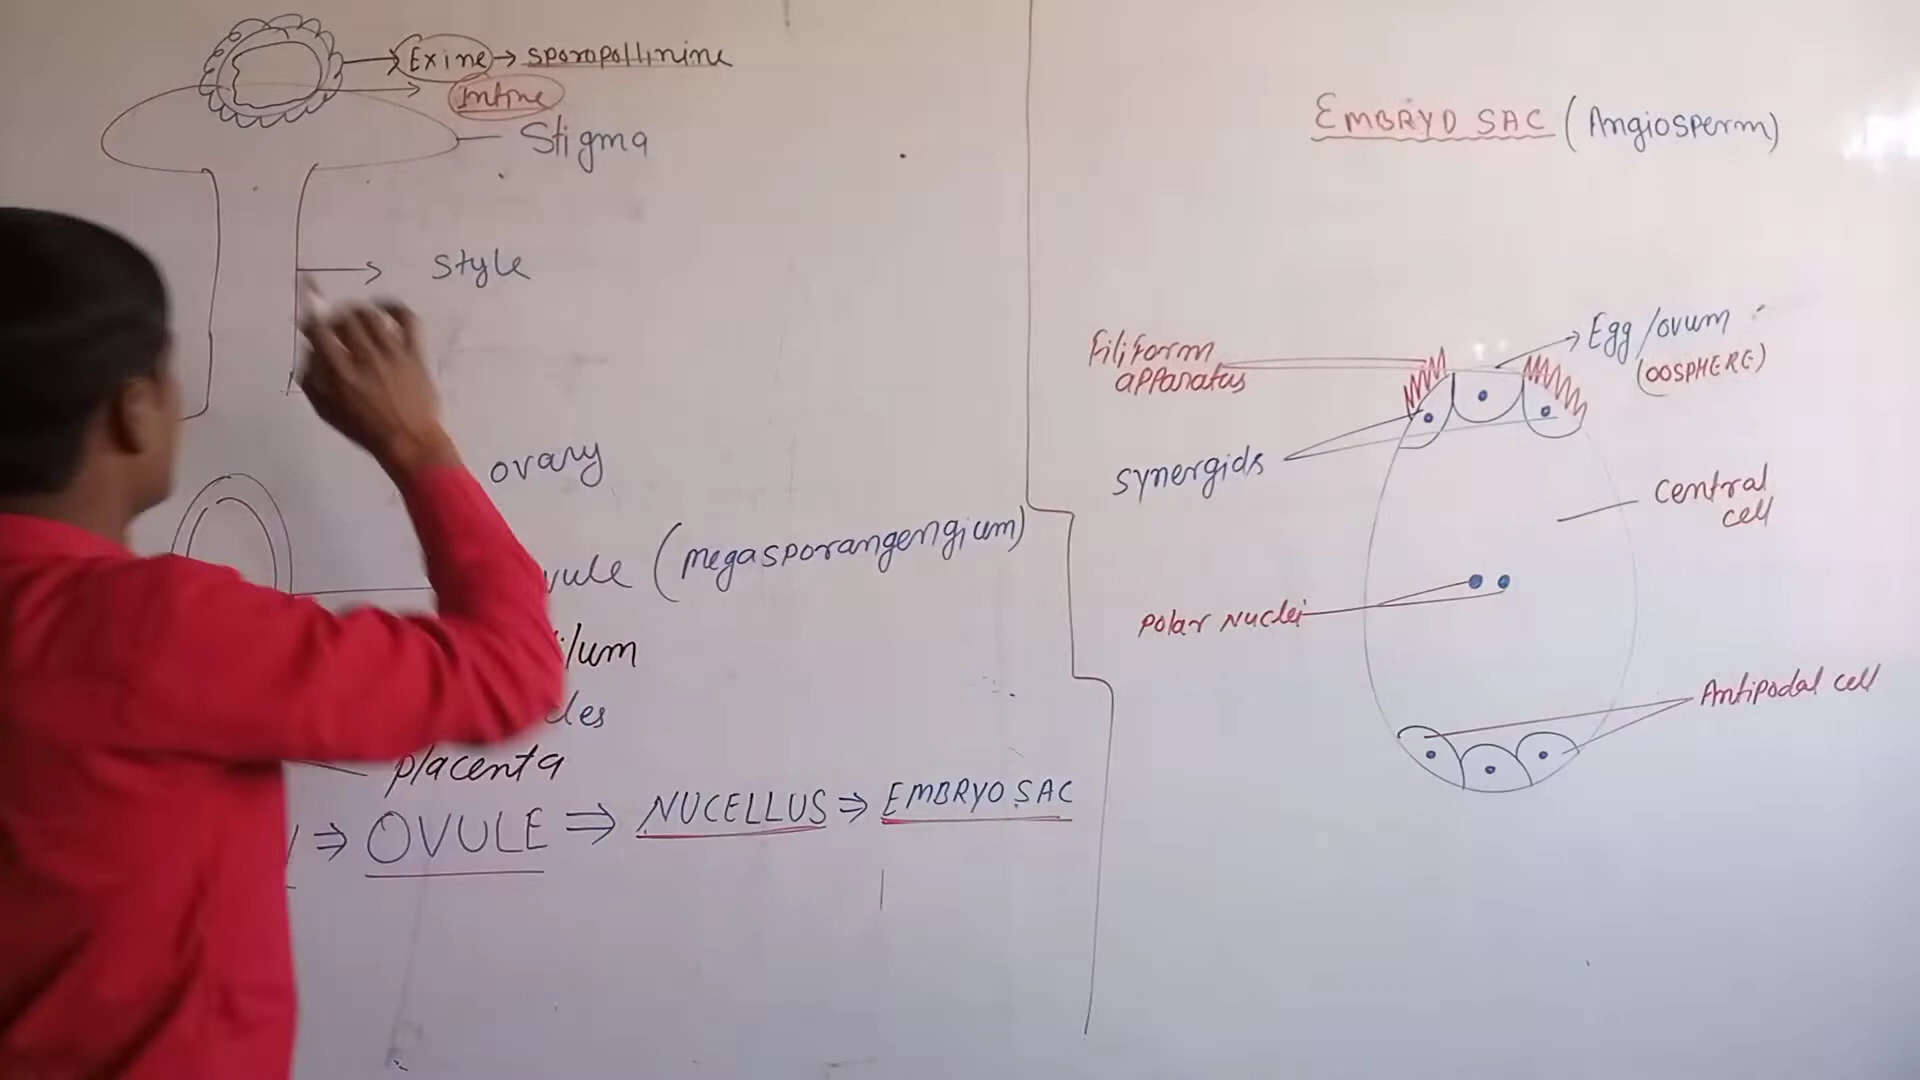 Exine → sporopollinine
Intine
Stigma
style
ovary
(megasporangengium)
placenta
⇒ OVULE ⇒ NUCELLUS ⇒ EMBRYO SAC
EMBRYO SAC (Angiosperm)
Filiform
apparatus
Egg/ovum
(OOSPHERE)
synergids
central
cell
polar nuclei
Antipodal cell